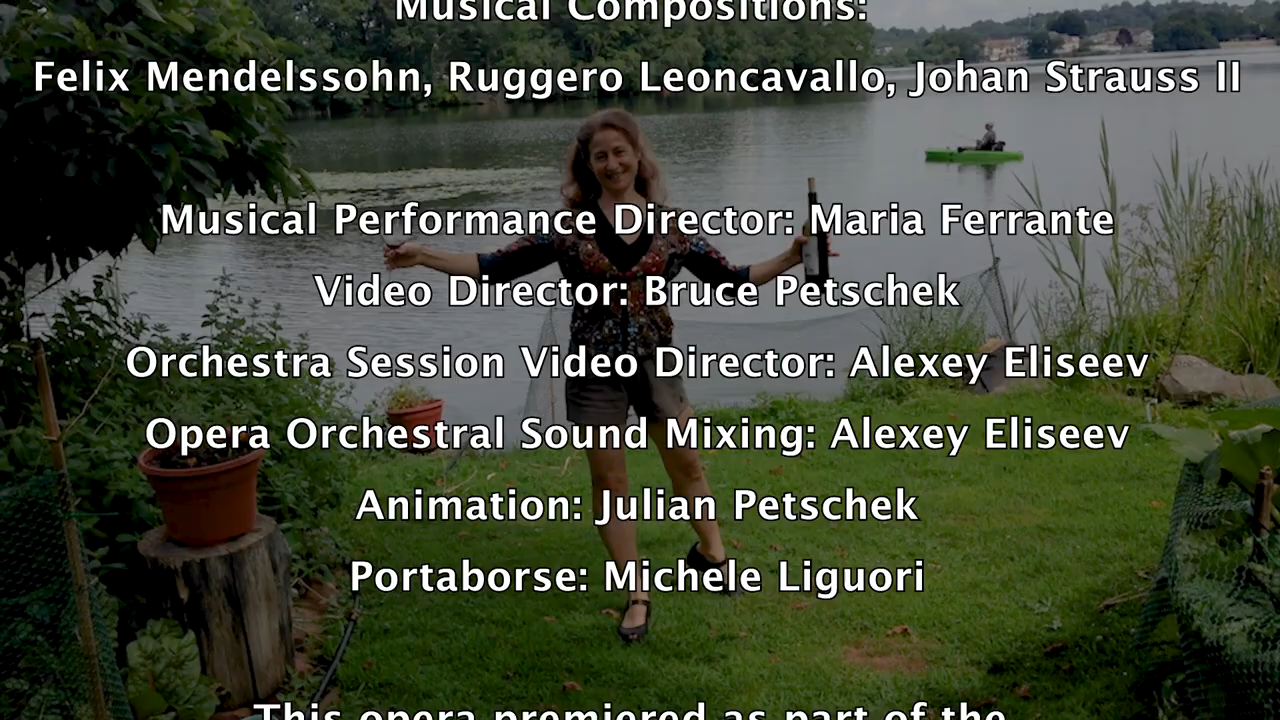 Musical Compositions:
Felix Mendelssohn, Ruggero Leoncavallo, Johan Strauss II
Musical Performance Director: Maria Ferrante
Video Director: Bruce Petschek
Orchestra Session Video Director: Alexey Eliseev
Opera Orchestral Sound Mixing: Alexey Eliseev
Animation: Julian Petschek
Portaborse: Michele Liguori
This opera premiered as part of the